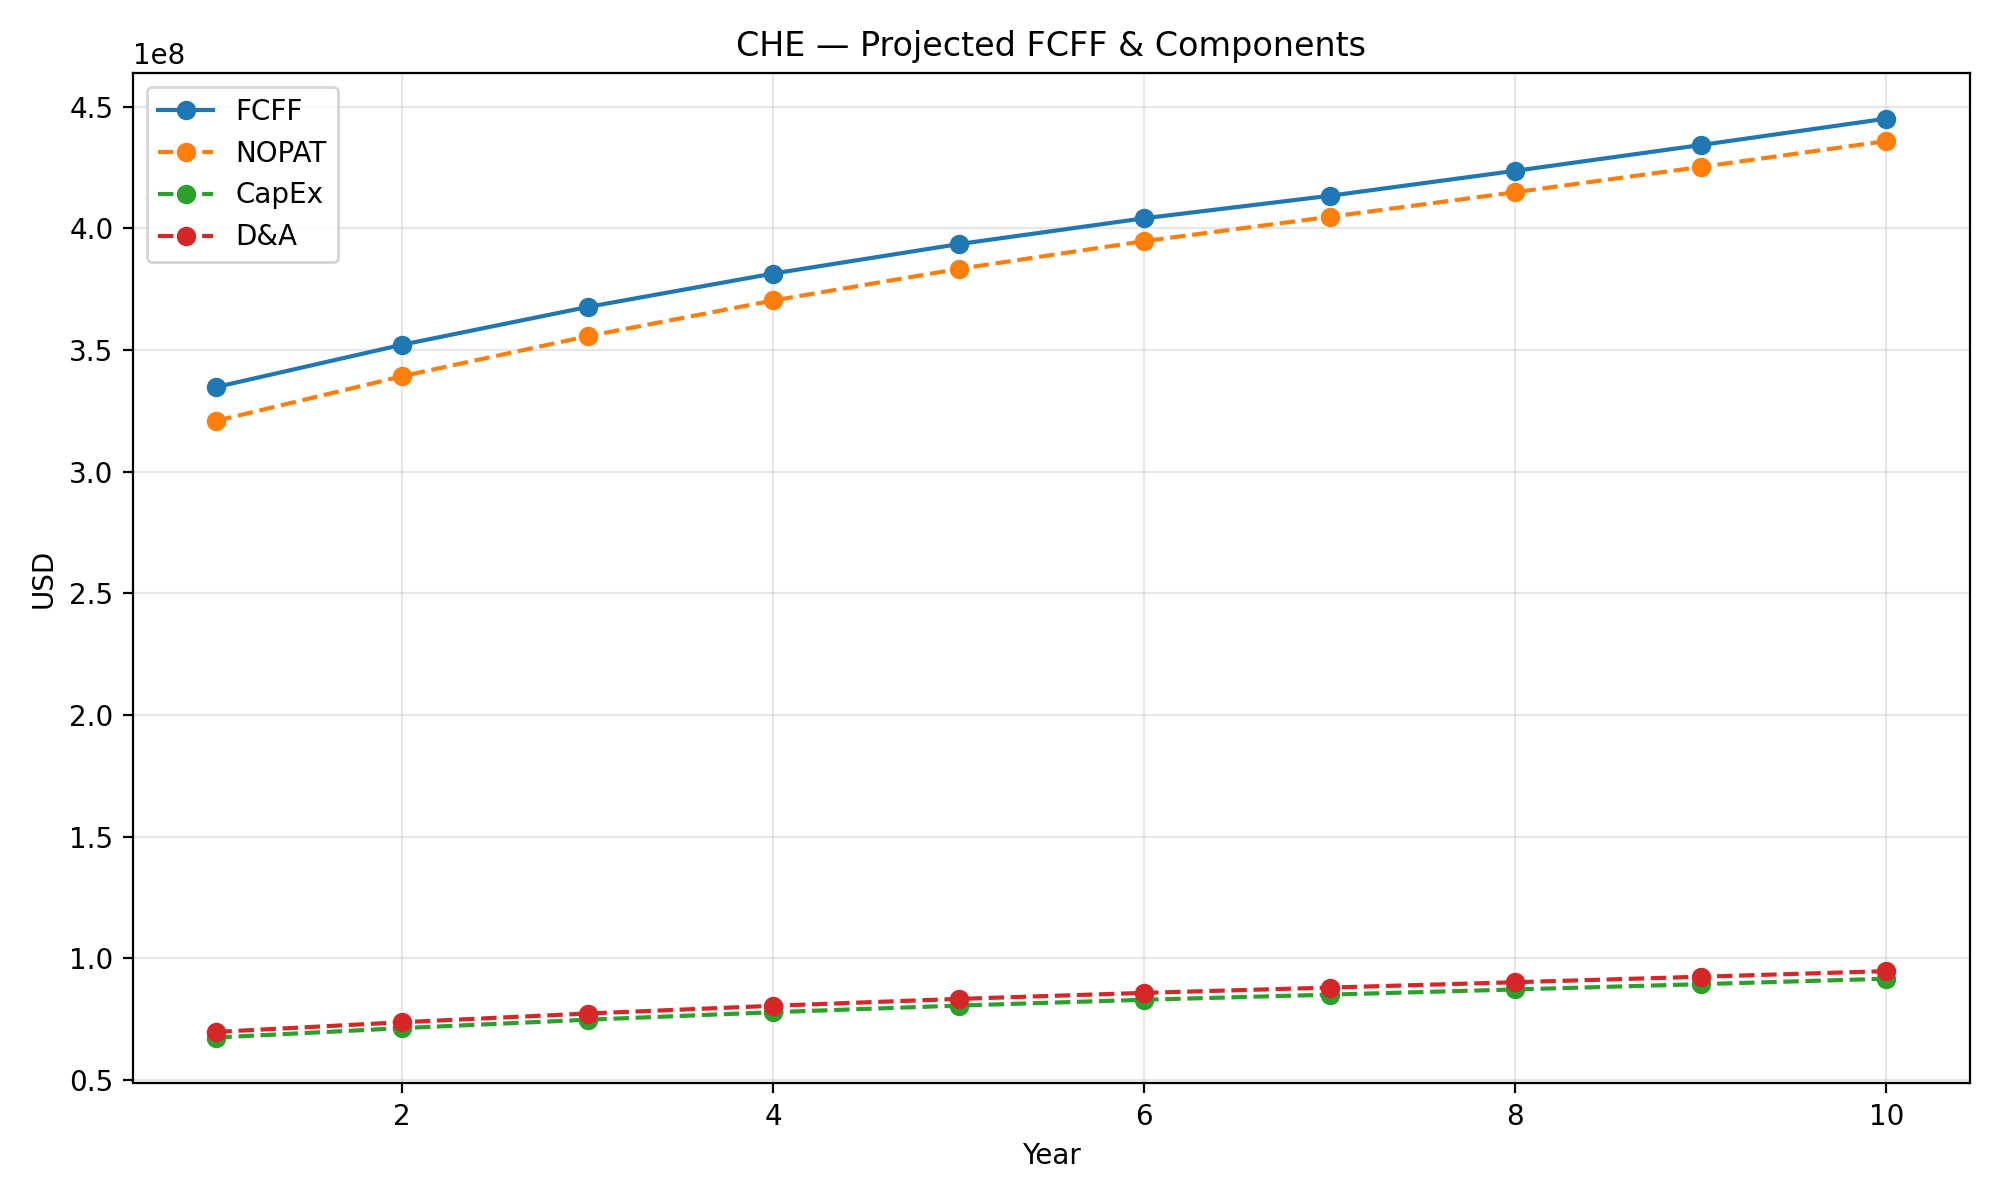 CHE — Projected FCFF & Components
1e8
FCFF
NOPAT
CapEx
D&A
4.5
4.0
3.5
3.0
2.5
2.0
1.5
1.0
0.5
USD
2 4 6 8 10
Year